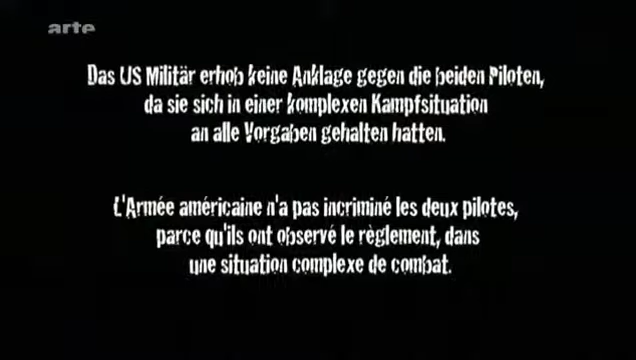 arte
Das US Militär erhob keine Anklage gegen die beiden Piloten,
da sie sich in einer komplexen Kampfsituation
an alle Vorgaben gehalten hatten.
L'Armée américaine n'a pas incriminé les deux pilotes,
parce qu'ils ont observé le règlement, dans
une situation complexe de combat.